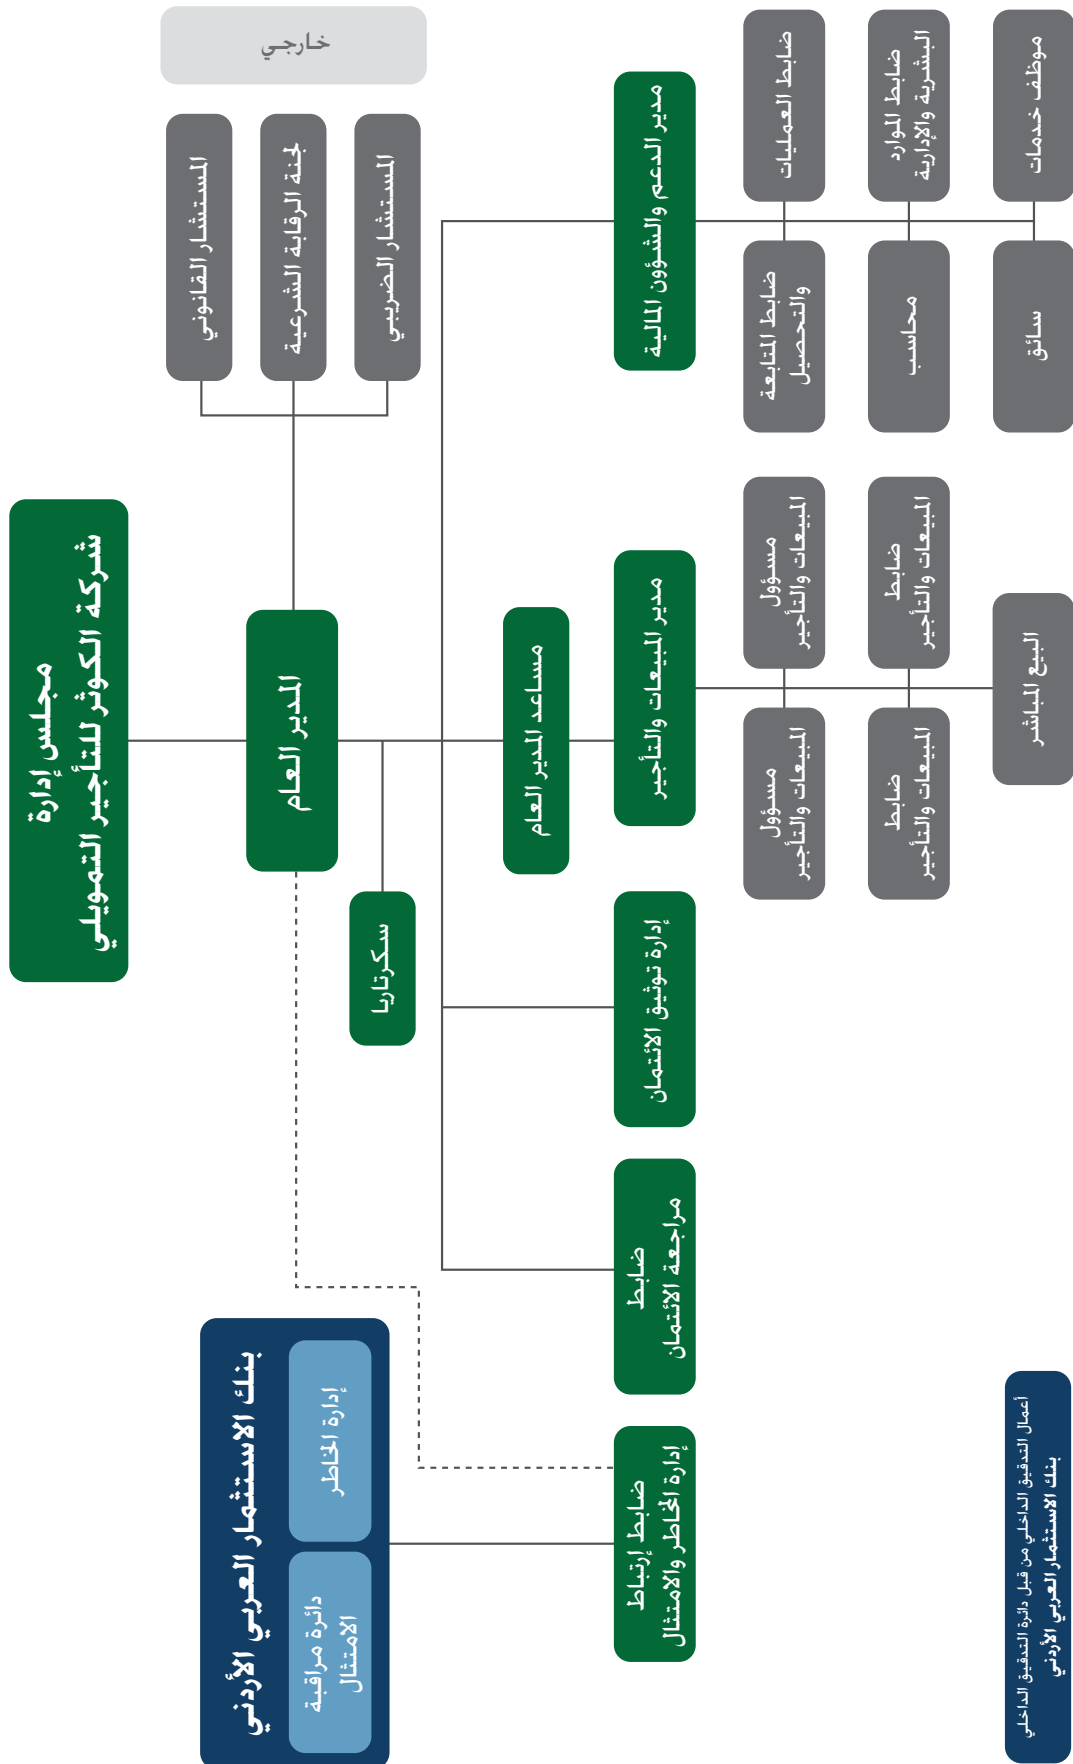 مجلس إدارة
شركة الكوثر للتأجير التمويلي
خارجي
المستشار القانوني
لجنة الرقابة الشرعية
المستشار الضريبي
المدير العام
سكرتاريا
بنك الاستثمار العربي الأردني
إدارة المخاطر
دائرة مراقبة
الامتثال
مساعد المدير العام
مدير الدعم والشؤون المالية
مدير المبيعات والتأجير
إدارة توثيق الائتمان
ضابط
مراجعة الائتمان
ضابط إرتباط
إدارة المخاطر والامتثال
ضابط العمليات
ضابط المتابعة
والتحصيل
مسؤول
المبيعات والتأجير
مسؤول
المبيعات والتأجير
ضابط الموارد
البشرية والإدارية
محاسب
ضابط
المبيعات والتأجير
ضابط
المبيعات والتأجير
موظف خدمات
سائق
البيع المباشر
أعمال التدقيق الداخلي من قبل دائرة التدقيق الداخلي
بنك الاستثمار العربي الأردني